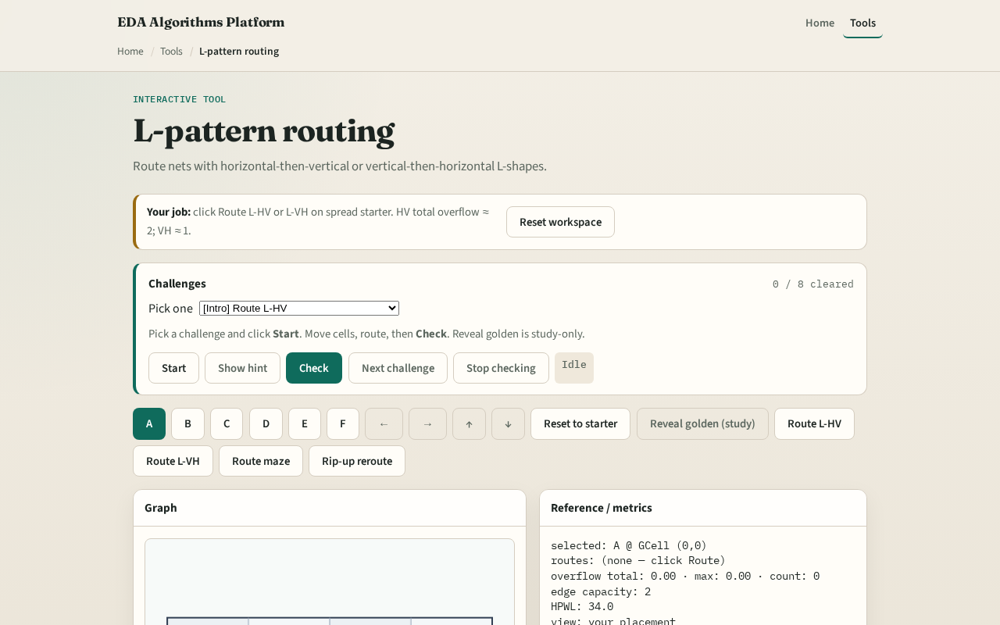 EDA Algorithms Platform
Home
Tools
Home / Tools / L-pattern routing
INTERACTIVE TOOL
L-pattern routing
Route nets with horizontal-then-vertical or vertical-then-horizontal L-shapes.
Your job: click Route L-HV or L-VH on spread starter. HV total overflow ≈
2; VH ≈ 1.
Reset workspace
Challenges
0 / 8 cleared
Pick one
[Intro] Route L-HV
Pick a challenge and click Start. Move cells, route, then Check. Reveal golden is study-only.
Start
Show hint
Check
Next challenge
Stop checking
Idle
A
B
C
D
E
F
←
→
↑
↓
Reset to starter
Reveal golden (study)
Route L-HV
Route L-VH
Route maze
Rip-up reroute
Graph
Reference / metrics
selected: A @ GCell (0,0)
routes: (none — click Route)
overflow total: 0.00 · max: 0.00 · count: 0
edge capacity: 2
HPWL: 34.0
view: your placement